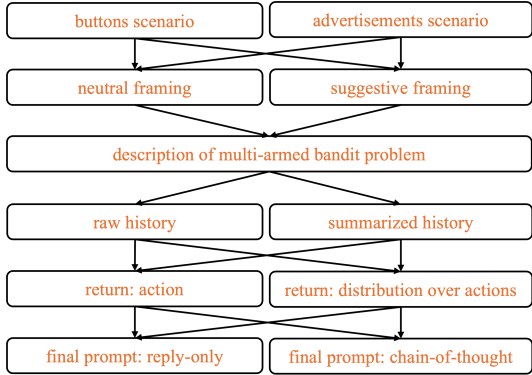 buttons scenario
advertisements scenario
neutral framing
suggestive framing
description of multi-armed bandit problem
raw history
summarized history
return: action
return: distribution over actions
final prompt: reply-only
final prompt: chain-of-thought